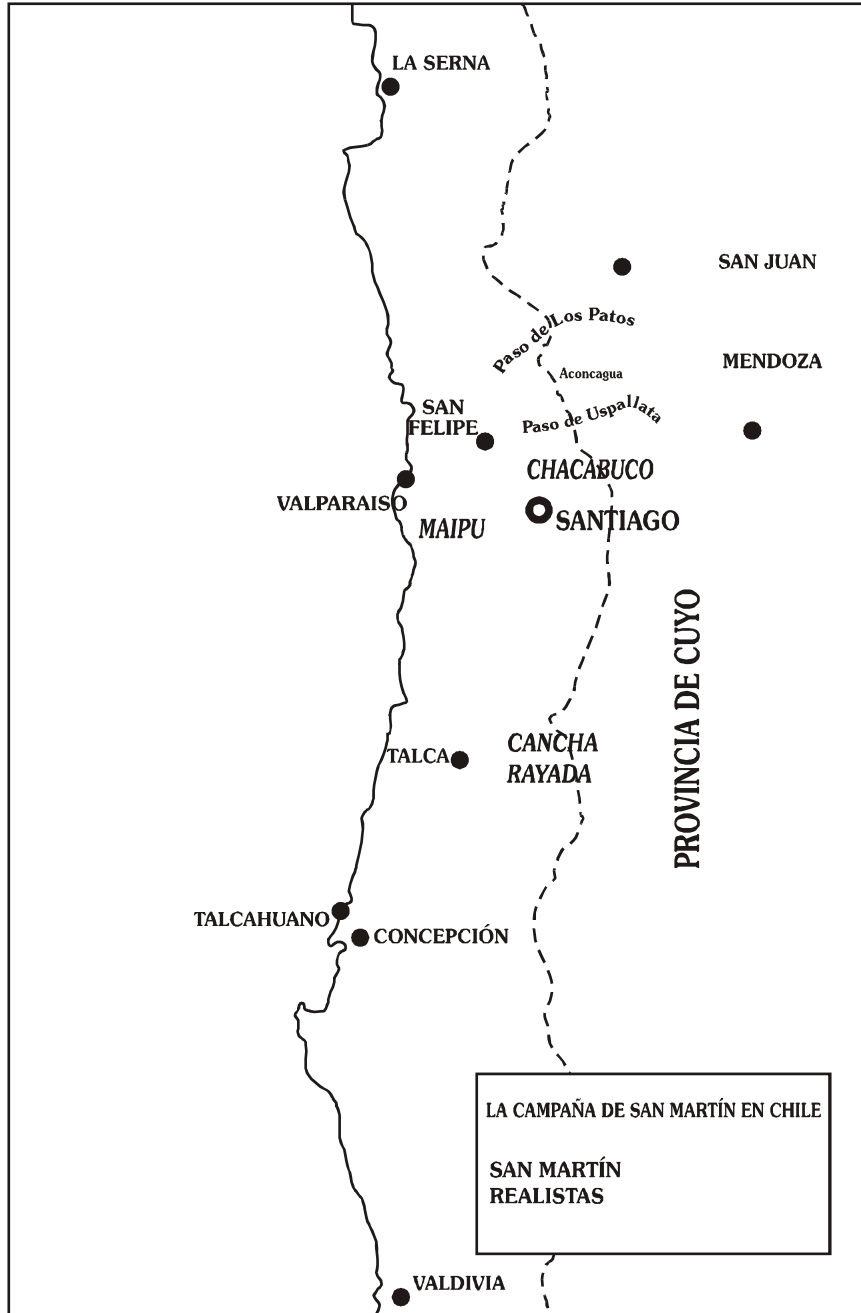 LA SERNA
SAN JUAN
Paso de Los Patos
MENDOZA
Aconcagua
SAN
FELIPE
Paso de Uspallata
CHACABUCO
VALPARAISO
MAIPU
SANTIAGO
PROVINCIA DE CUYO
CANCHA
RAYADA
TALCA
TALCAHUANO
CONCEPCIÓN
LA CAMPAÑA DE SAN MARTÍN EN CHILE
SAN MARTÍN
REALISTAS
VALDIVIA